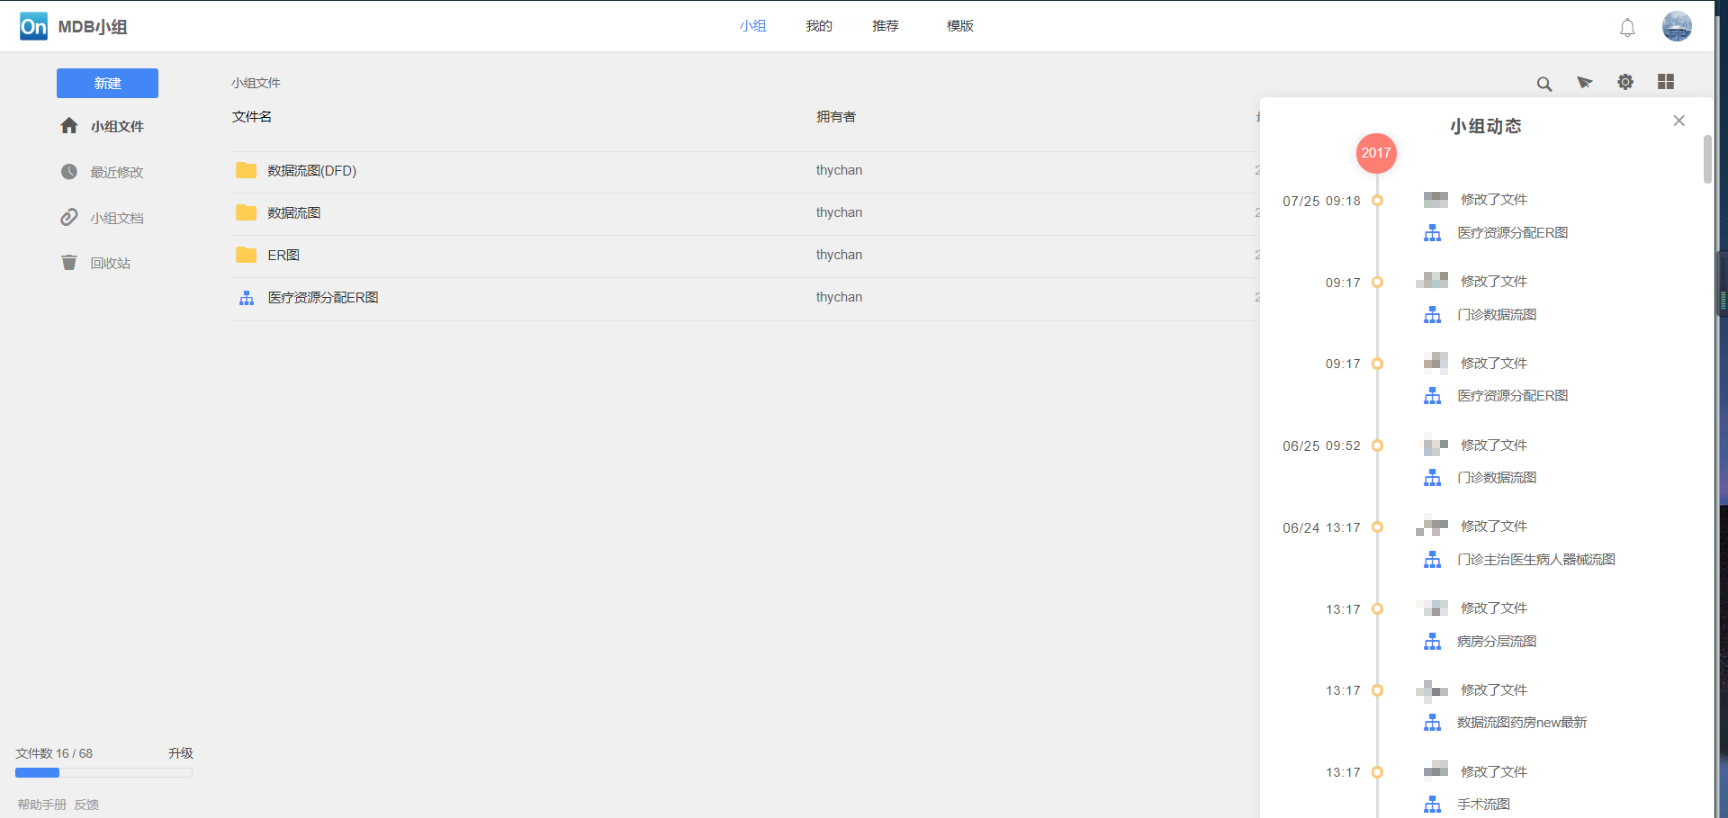 On MDB小组
小组 我的 推荐 模版
新建
小组文件
最近修改
小组文档
回收站
小组文件
文件名 拥有者
数据流图(DFD) thychan
数据流图 thychan
ER图 thychan
医疗资源分配ER图 thychan
文件数 16 / 68 升级
帮助手册 反馈
小组动态
2017
07/25 09:18 修改了文件
医疗资源分配ER图
09:17 修改了文件
门诊数据流图
09:17 修改了文件
医疗资源分配ER图
06/25 09:52 修改了文件
门诊数据流图
06/24 13:17 修改了文件
门诊主治医生病人器械流图
13:17 修改了文件
病房分层流图
13:17 修改了文件
数据流图药房new最新
13:17 修改了文件
手术流图